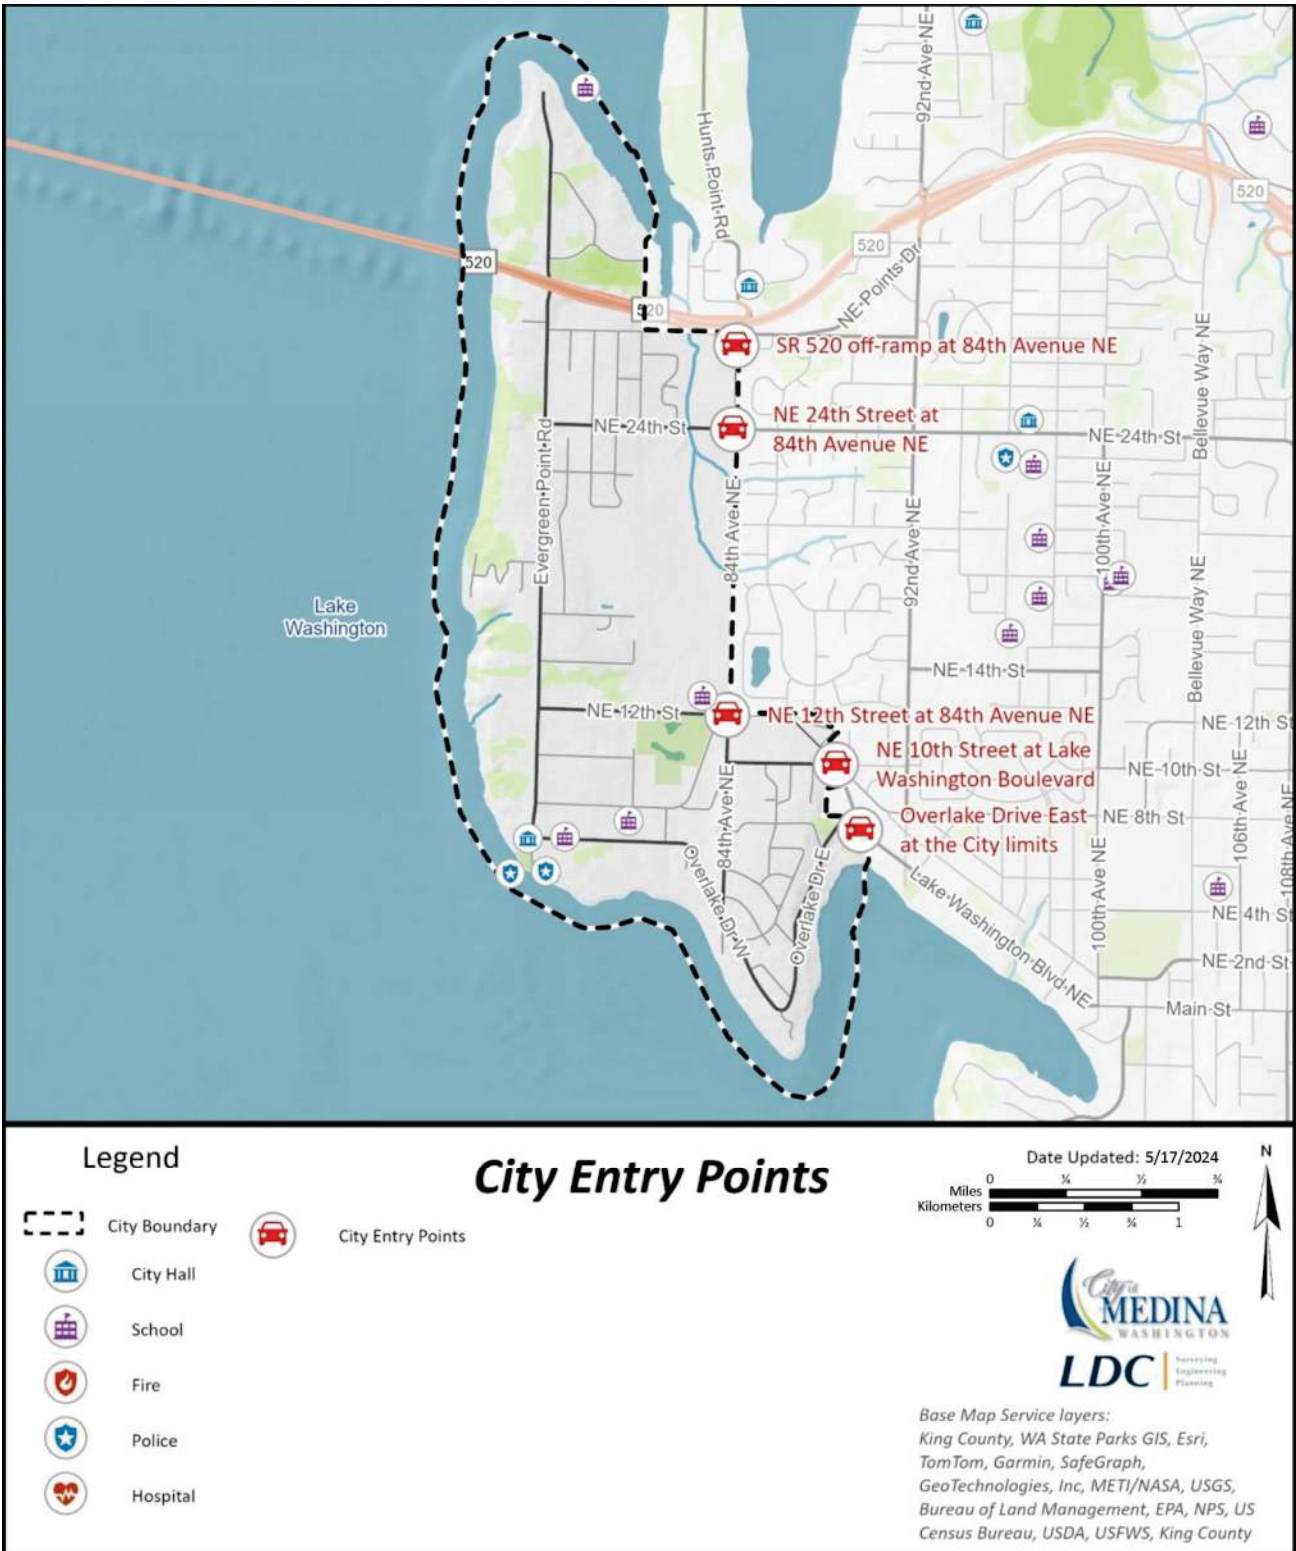 92nd Ave NE
Hunts Point Rd
520
520
520
520
NE Points Dr
SR 520 off-ramp at 84th Avenue NE
Bellevue Way NE
NE 24th Street at
84th Avenue NE
NE 24th St
NE 24th St
Evergreen Point Rd
84th Ave NE
92nd Ave NE
100th Ave NE
Bellevue Way NE
Lake
Washington
NE 14th St
NE 12th St
NE 12th Street at 84th Avenue NE
NE 12th St
NE 10th Street at Lake
Washington Boulevard
NE 10th St
106th Ave NE
108th Ave NE
84th Ave NE
Overlake Drive East
at the City limits
NE 8th St
100th Ave NE
Overlake Dr W
Overlake Dr E
Lake Washington Blvd NE
NE 4th St
NE 2nd St
Main St
Legend
City Boundary
City Hall
School
Fire
Police
Hospital
City Entry Points
City Entry Points
Date Updated: 5/17/2024
N
0 ¼ ½ ¾
Miles
Kilometers
0 ¼ ½ ¾ 1
City of
MEDINA
WASHINGTON
LDC
Surveying
Engineering
Planning
Base Map Service layers:
King County, WA State Parks GIS, Esri,
TomTom, Garmin, SafeGraph,
GeoTechnologies, Inc, METI/NASA, USGS,
Bureau of Land Management, EPA, NPS, US
Census Bureau, USDA, USFWS, King County